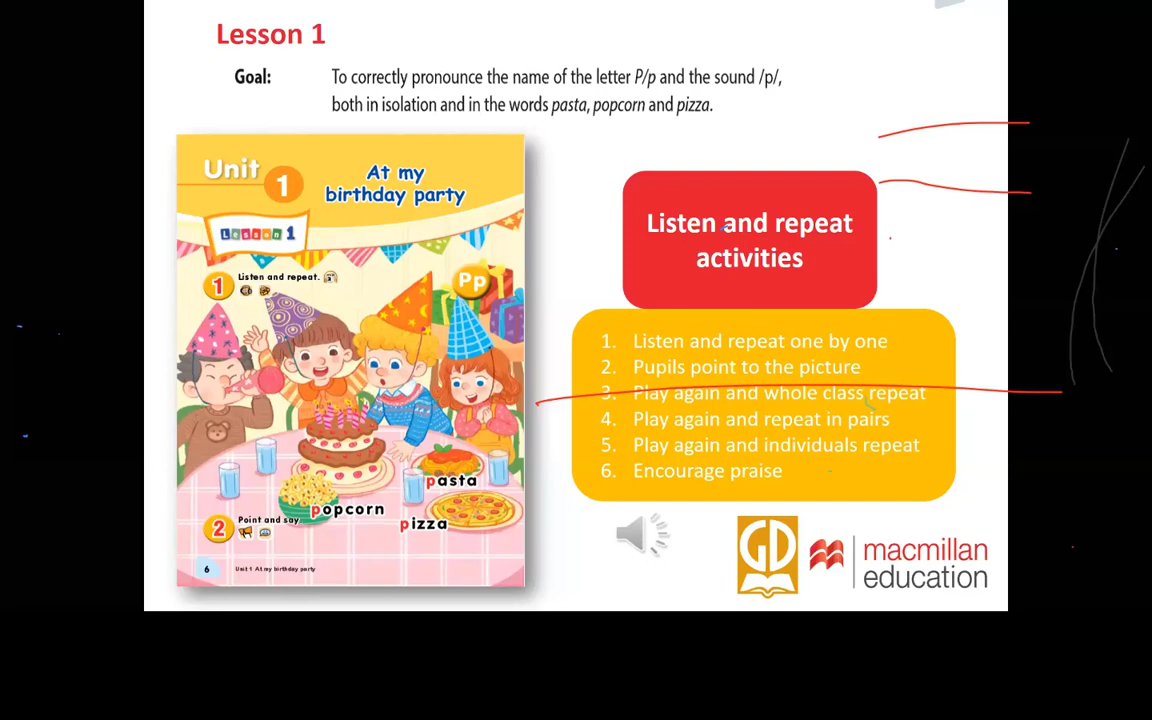 Lesson 1
Goal: To correctly pronounce the name of the letter P/p and the sound /p/,
both in isolation and in the words pasta, popcorn and pizza.
Unit 1
At my
birthday party
Lesson 1
1 Listen and repeat.
Pp
pasta
popcorn
pizza
2 Point and say
6 Unit 1 At my birthday party
Listen and repeat
activities
1. Listen and repeat one by one
2. Pupils point to the picture
3. Play again and whole class repeat
4. Play again and repeat in pairs
5. Play again and individuals repeat
6. Encourage praise
GD
macmillan
education